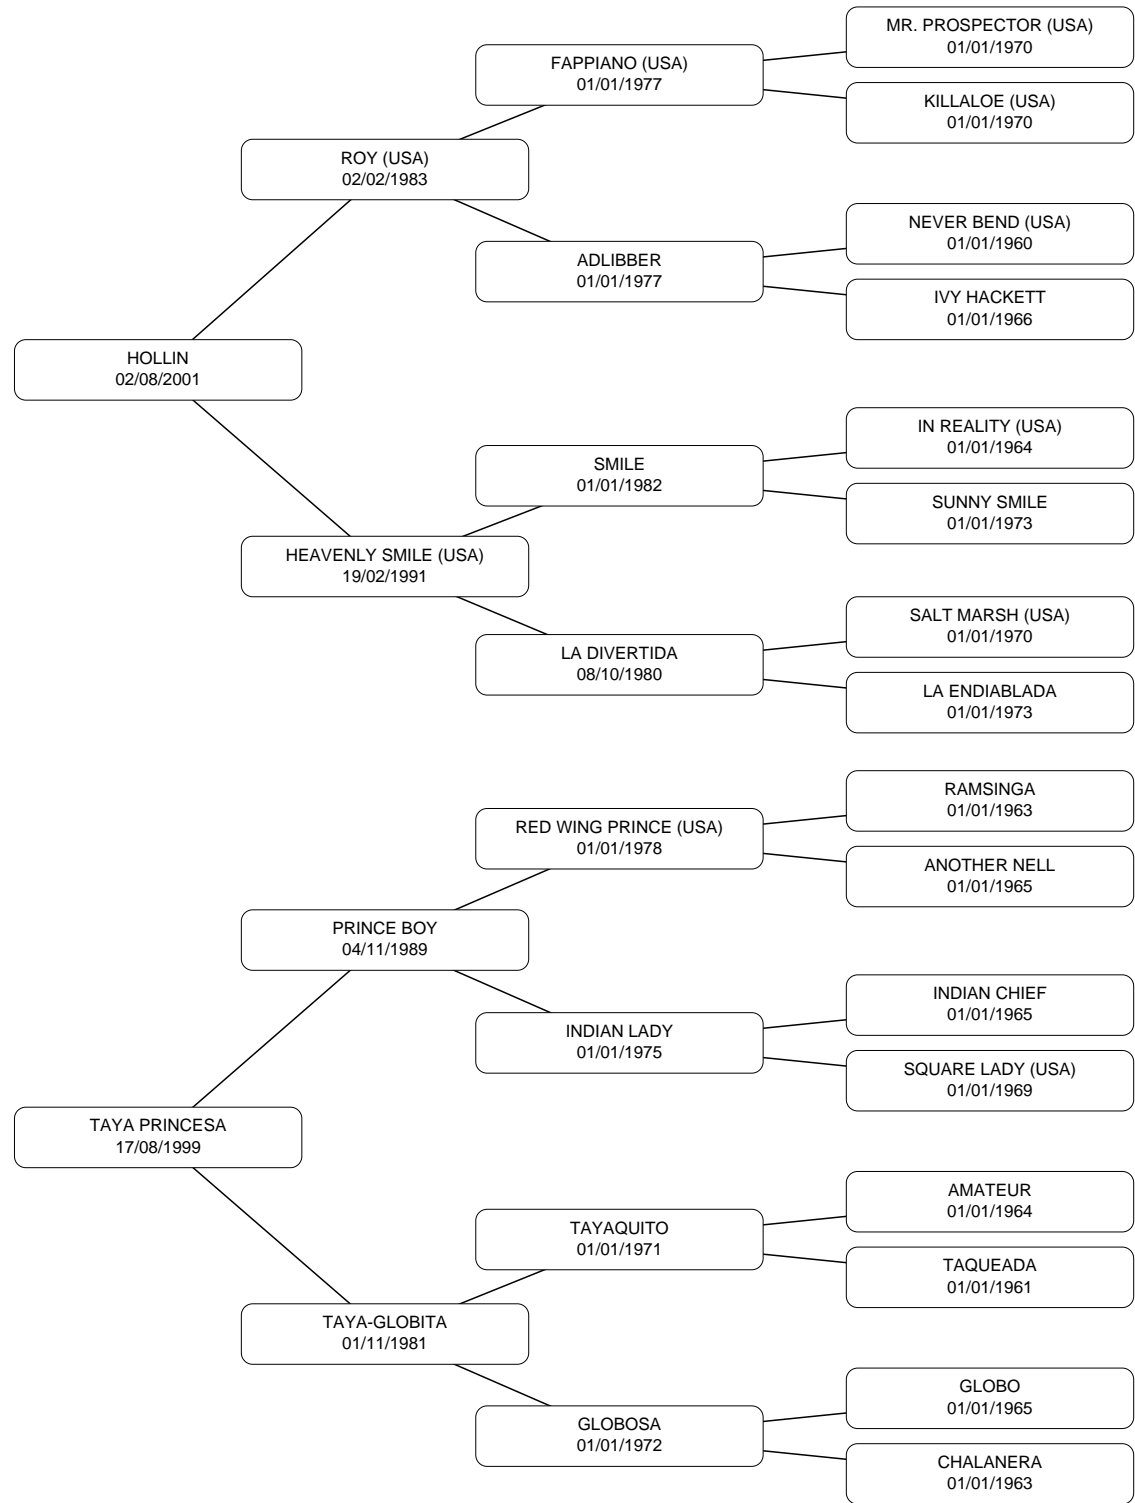 MR. PROSPECTOR (USA)
01/01/1970
FAPPIANO (USA)
01/01/1977
KILLALOE (USA)
01/01/1970
ROY (USA)
02/02/1983
NEVER BEND (USA)
01/01/1960
ADLIBBER
01/01/1977
IVY HACKETT
01/01/1966
HOLLIN
02/08/2001
IN REALITY (USA)
01/01/1964
SMILE
01/01/1982
SUNNY SMILE
01/01/1973
HEAVENLY SMILE (USA)
19/02/1991
SALT MARSH (USA)
01/01/1970
LA DIVERTIDA
08/10/1980
LA ENDIABLADA
01/01/1973
RAMSINGA
01/01/1963
RED WING PRINCE (USA)
01/01/1978
ANOTHER NELL
01/01/1965
PRINCE BOY
04/11/1989
INDIAN CHIEF
01/01/1965
INDIAN LADY
01/01/1975
SQUARE LADY (USA)
01/01/1969
TAYA PRINCESA
17/08/1999
AMATEUR
01/01/1964
TAYAQUITO
01/01/1971
TAQUEADA
01/01/1961
TAYA-GLOBITA
01/11/1981
GLOBO
01/01/1965
GLOBOSA
01/01/1972
CHALANERA
01/01/1963